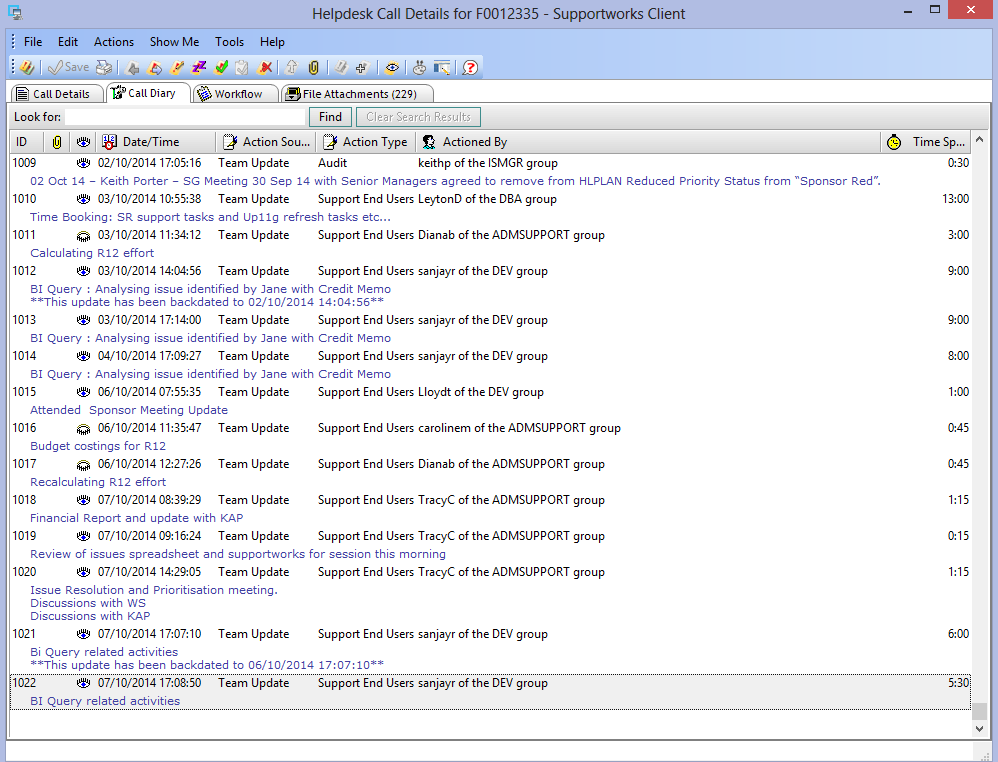 Helpdesk Call Details for F0012335 - Supportworks Client
File Edit Actions Show Me Tools Help
Save
Call Details Call Diary Workflow File Attachments (229)
Look for: Find Clear Search Results
ID Date/Time Action Sou... Action Type Actioned By Time Sp...
1009 02/10/2014 17:05:16 Team Update Audit keithp of the ISMGR group 0:30
02 Oct 14 – Keith Porter – SG Meeting 30 Sep 14 with Senior Managers agreed to remove from HLPLAN Reduced Priority Status from “Sponsor Red”.
1010 03/10/2014 10:55:38 Team Update Support End Users LeytonD of the DBA group 13:00
Time Booking: SR support tasks and Up11g refresh tasks etc...
1011 03/10/2014 11:34:12 Team Update Support End Users Dianab of the ADMSUPPORT group 3:00
Calculating R12 effort
1012 03/10/2014 14:04:56 Team Update Support End Users sanjayr of the DEV group 9:00
BI Query : Analysing issue identified by Jane with Credit Memo
**This update has been backdated to 02/10/2014 14:04:56**
1013 03/10/2014 17:14:00 Team Update Support End Users sanjayr of the DEV group 9:00
BI Query : Analysing issue identified by Jane with Credit Memo
1014 04/10/2014 17:09:27 Team Update Support End Users sanjayr of the DEV group 8:00
BI Query : Analysing issue identified by Jane with Credit Memo
1015 06/10/2014 07:55:35 Team Update Support End Users Lloydt of the DEV group 1:00
Attended  Sponsor Meeting Update
1016 06/10/2014 11:35:47 Team Update Support End Users carolinem of the ADMSUPPORT group 0:45
Budget costings for R12
1017 06/10/2014 12:27:26 Team Update Support End Users Dianab of the ADMSUPPORT group 0:45
Recalculating R12 effort
1018 07/10/2014 08:39:29 Team Update Support End Users TracyC of the ADMSUPPORT group 1:15
Financial Report and update with KAP
1019 07/10/2014 09:16:24 Team Update Support End Users TracyC of the ADMSUPPORT group 0:15
Review of issues spreadsheet and supportworks for session this morning
1020 07/10/2014 14:29:05 Team Update Support End Users TracyC of the ADMSUPPORT group 1:15
Issue Resolution and Prioritisation meeting.
Discussions with WS
Discussions with KAP
1021 07/10/2014 17:07:10 Team Update Support End Users sanjayr of the DEV group 6:00
Bi Query related activities
**This update has been backdated to 06/10/2014 17:07:10**
1022 07/10/2014 17:08:50 Team Update Support End Users sanjayr of the DEV group 5:30
BI Query related activities